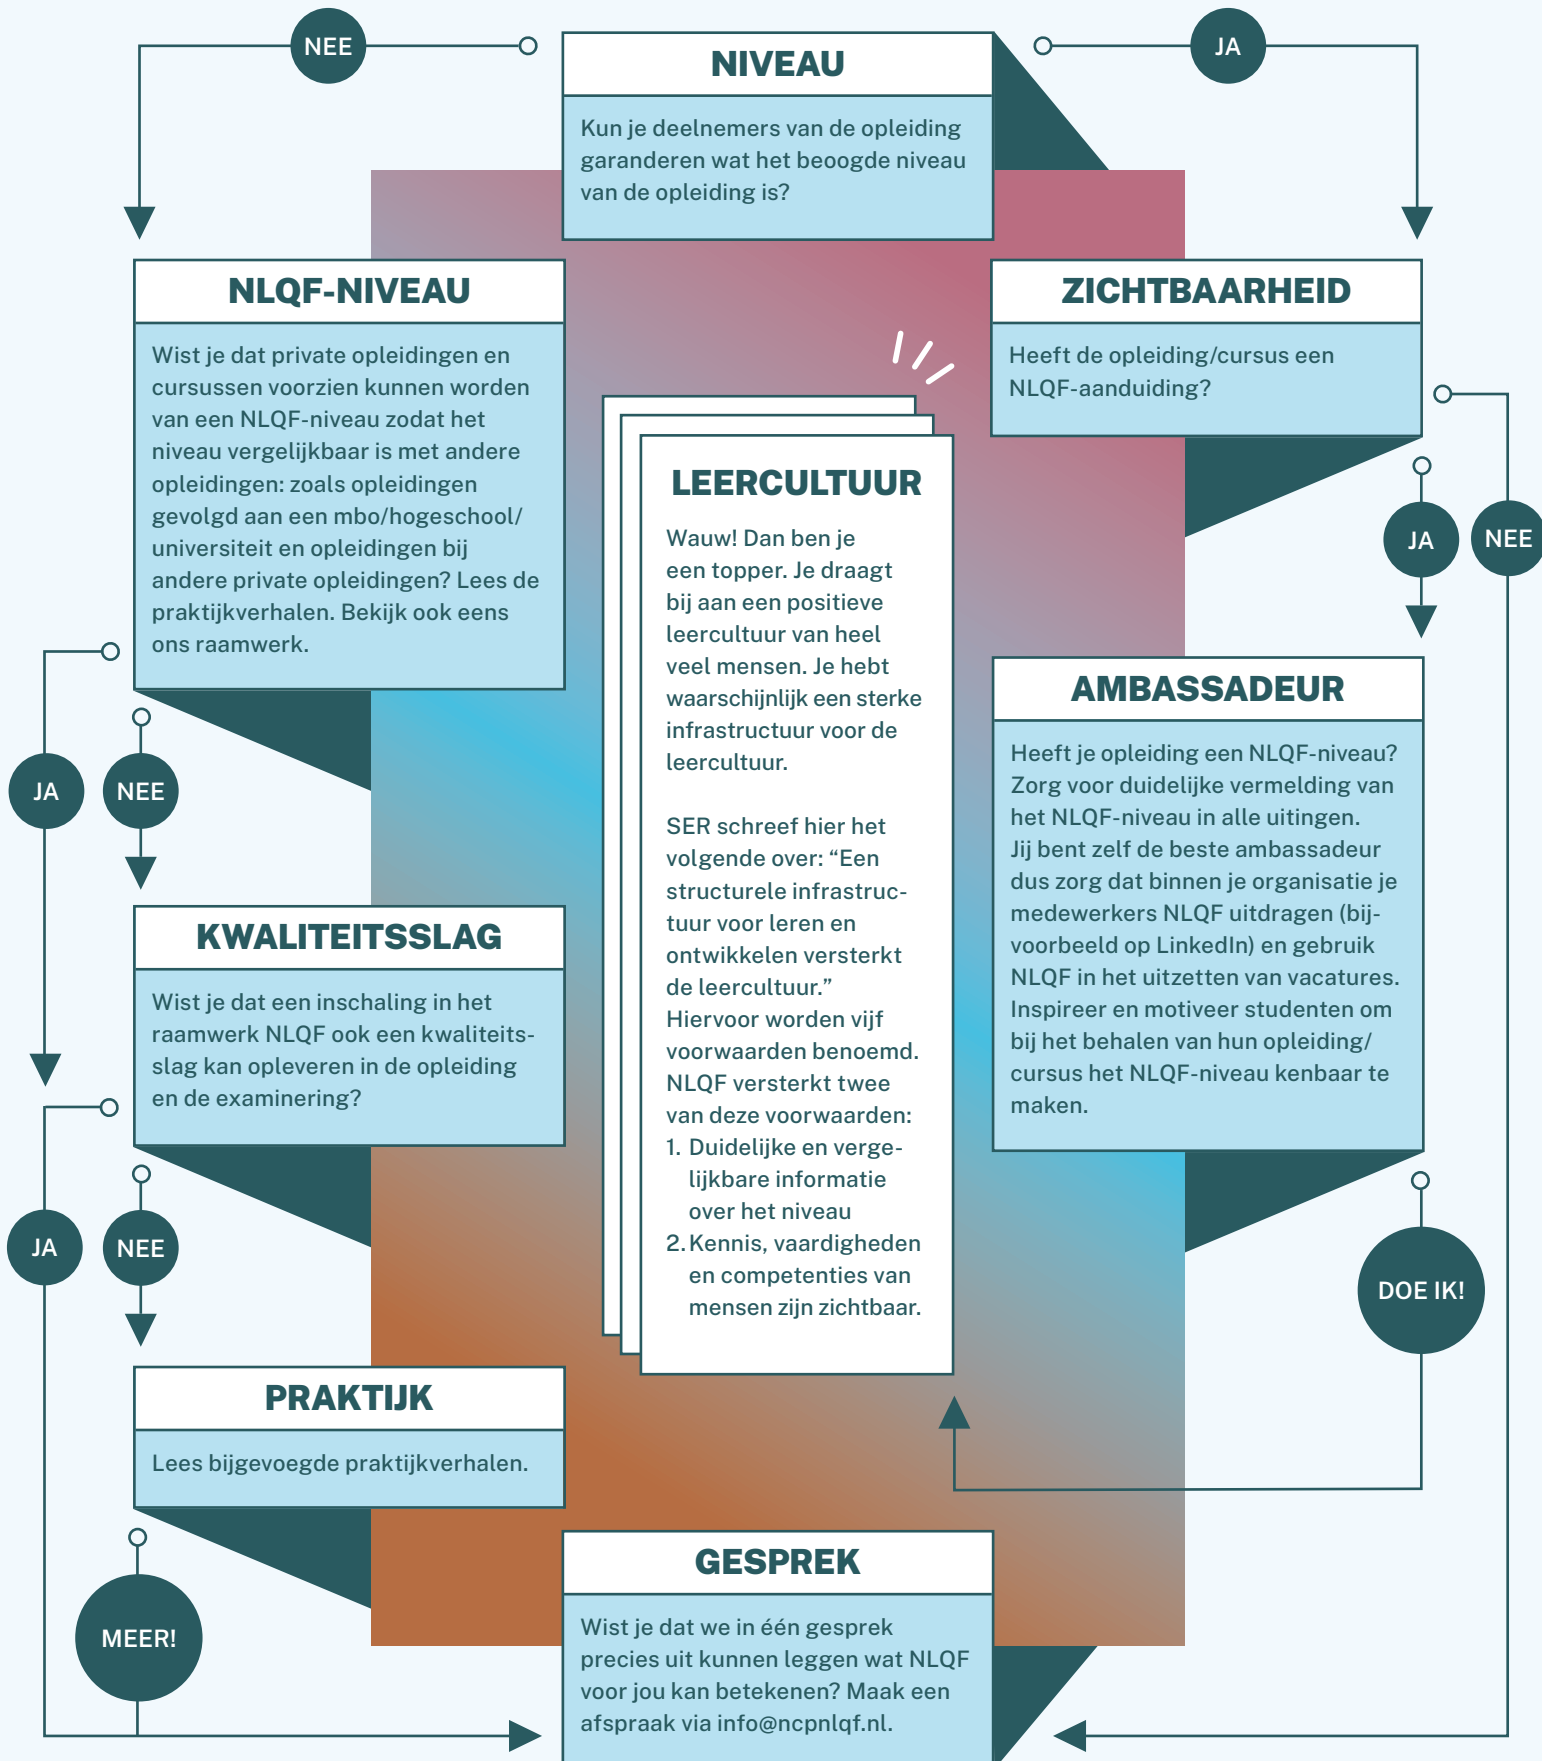 NEE
JA
NIVEAU
Kun je deelnemers van de opleiding
garanderen wat het beoogde niveau
van de opleiding is?
NLQF-NIVEAU
Wist je dat private opleidingen en
cursussen voorzien kunnen worden
van een NLQF-niveau zodat het
niveau vergelijkbaar is met andere
opleidingen: zoals opleidingen
gevolgd aan een mbo/hogeschool/
universiteit en opleidingen bij
andere private opleidingen? Lees de
praktijkverhalen. Bekijk ook eens
ons raamwerk.
JA
NEE
KWALITEITSSLAG
Wist je dat een inschaling in het
raamwerk NLQF ook een kwaliteits-
slag kan opleveren in de opleiding
en de examinering?
JA
NEE
PRAKTIJK
Lees bijgevoegde praktijkverhalen.
MEER!
LEERCULTUUR
Wauw! Dan ben je
een topper. Je draagt
bij aan een positieve
leercultuur van heel
veel mensen. Je hebt
waarschijnlijk een sterke
infrastructuur voor de
leercultuur.
SER schreef hier het
volgende over: “Een
structurele infrastruc-
tuur voor leren en
ontwikkelen versterkt
de leercultuur.”
Hiervoor worden vijf
voorwaarden benoemd.
NLQF versterkt twee
van deze voorwaarden:
1. Duidelijke en verge-
lijkbare informatie
over het niveau
2. Kennis, vaardigheden
en competenties van
mensen zijn zichtbaar.
ZICHTBAARHEID
Heeft de opleiding/cursus een
NLQF-aanduiding?
JA
NEE
AMBASSADEUR
Heeft je opleiding een NLQF-niveau?
Zorg voor duidelijke vermelding van
het NLQF-niveau in alle uitingen.
Jij bent zelf de beste ambassadeur
dus zorg dat binnen je organisatie je
medewerkers NLQF uitdragen (bij-
voorbeeld op LinkedIn) en gebruik
NLQF in het uitzetten van vacatures.
Inspireer en motiveer studenten om
bij het behalen van hun opleiding/
cursus het NLQF-niveau kenbaar te
maken.
DOE IK!
GESPREK
Wist je dat we in één gesprek
precies uit kunnen leggen wat NLQF
voor jou kan betekenen? Maak een
afspraak via info@ncpnlqf.nl.